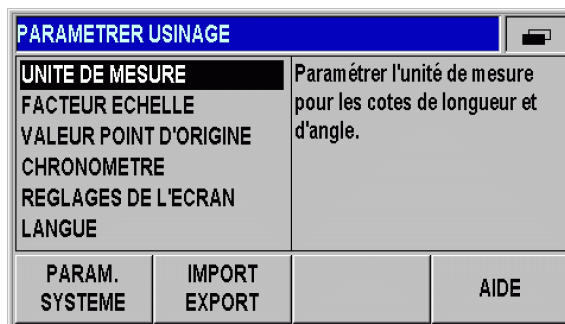 PARAMETRER USINAGE
UNITE DE MESURE
FACTEUR ECHELLE
VALEUR POINT D'ORIGINE
CHRONOMETRE
REGLAGES DE L'ECRAN
LANGUE
Paramétrer l'unité de mesure
pour les cotes de longueur et
d'angle.
PARAM.
SYSTEME
IMPORT
EXPORT
AIDE